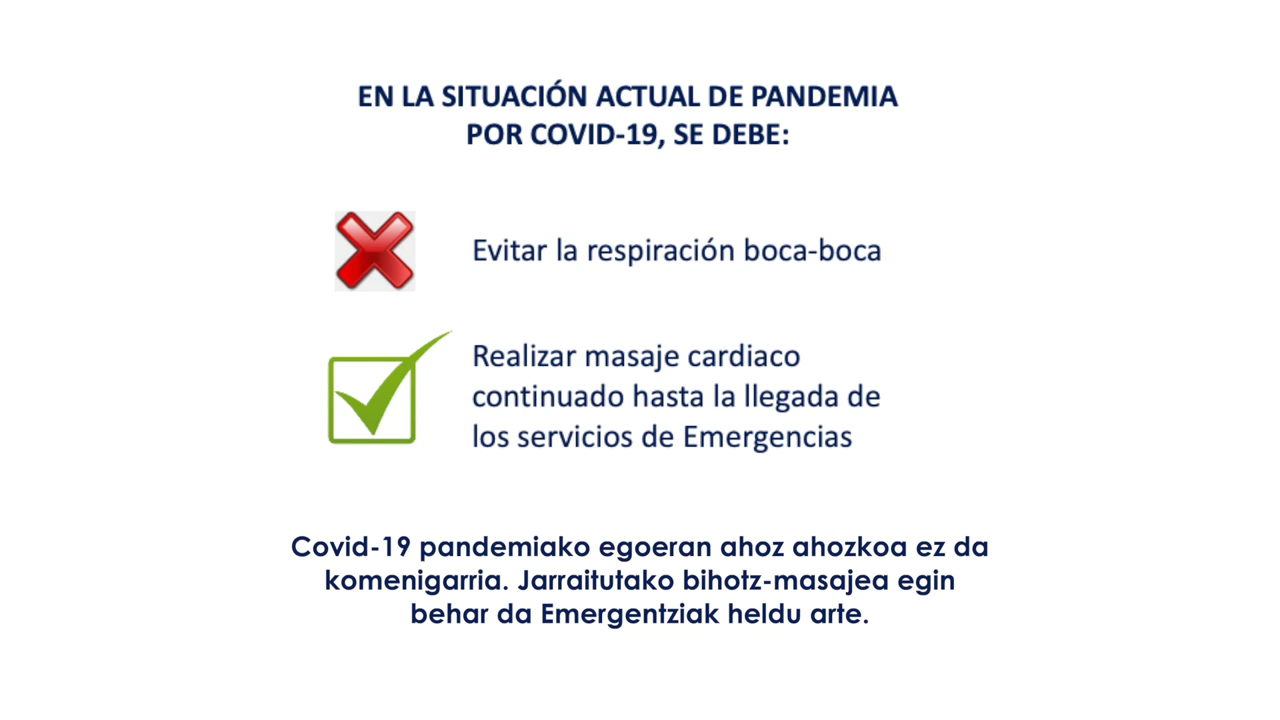 EN LA SITUACIÓN ACTUAL DE PANDEMIA
POR COVID-19, SE DEBE:
Evitar la respiración boca-boca
Realizar masaje cardiaco
continuado hasta la llegada de
los servicios de Emergencias
Covid-19 pandemiako egoeran ahoz ahozkoa ez da
komenigarria. Jarraitutako bihotz-masajea egin
behar da Emergentziak heldu arte.